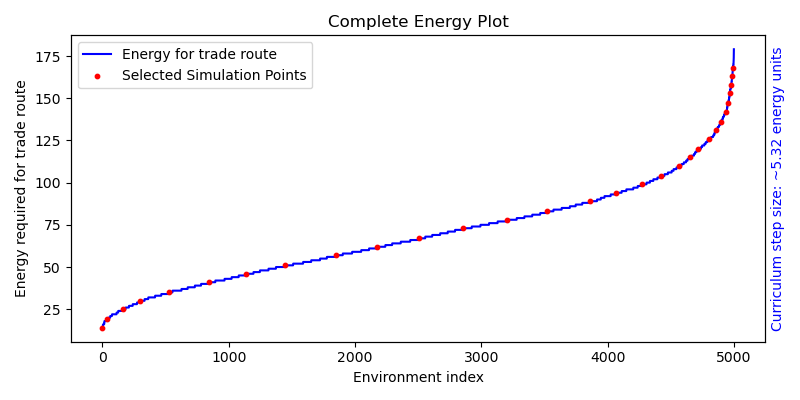 Complete Energy Plot
Energy for trade route
Selected Simulation Points
Energy required for trade route
175
150
125
100
75
50
25
0
1000
2000
3000
4000
5000
Environment index
Curriculum step size: ~5.32 energy units